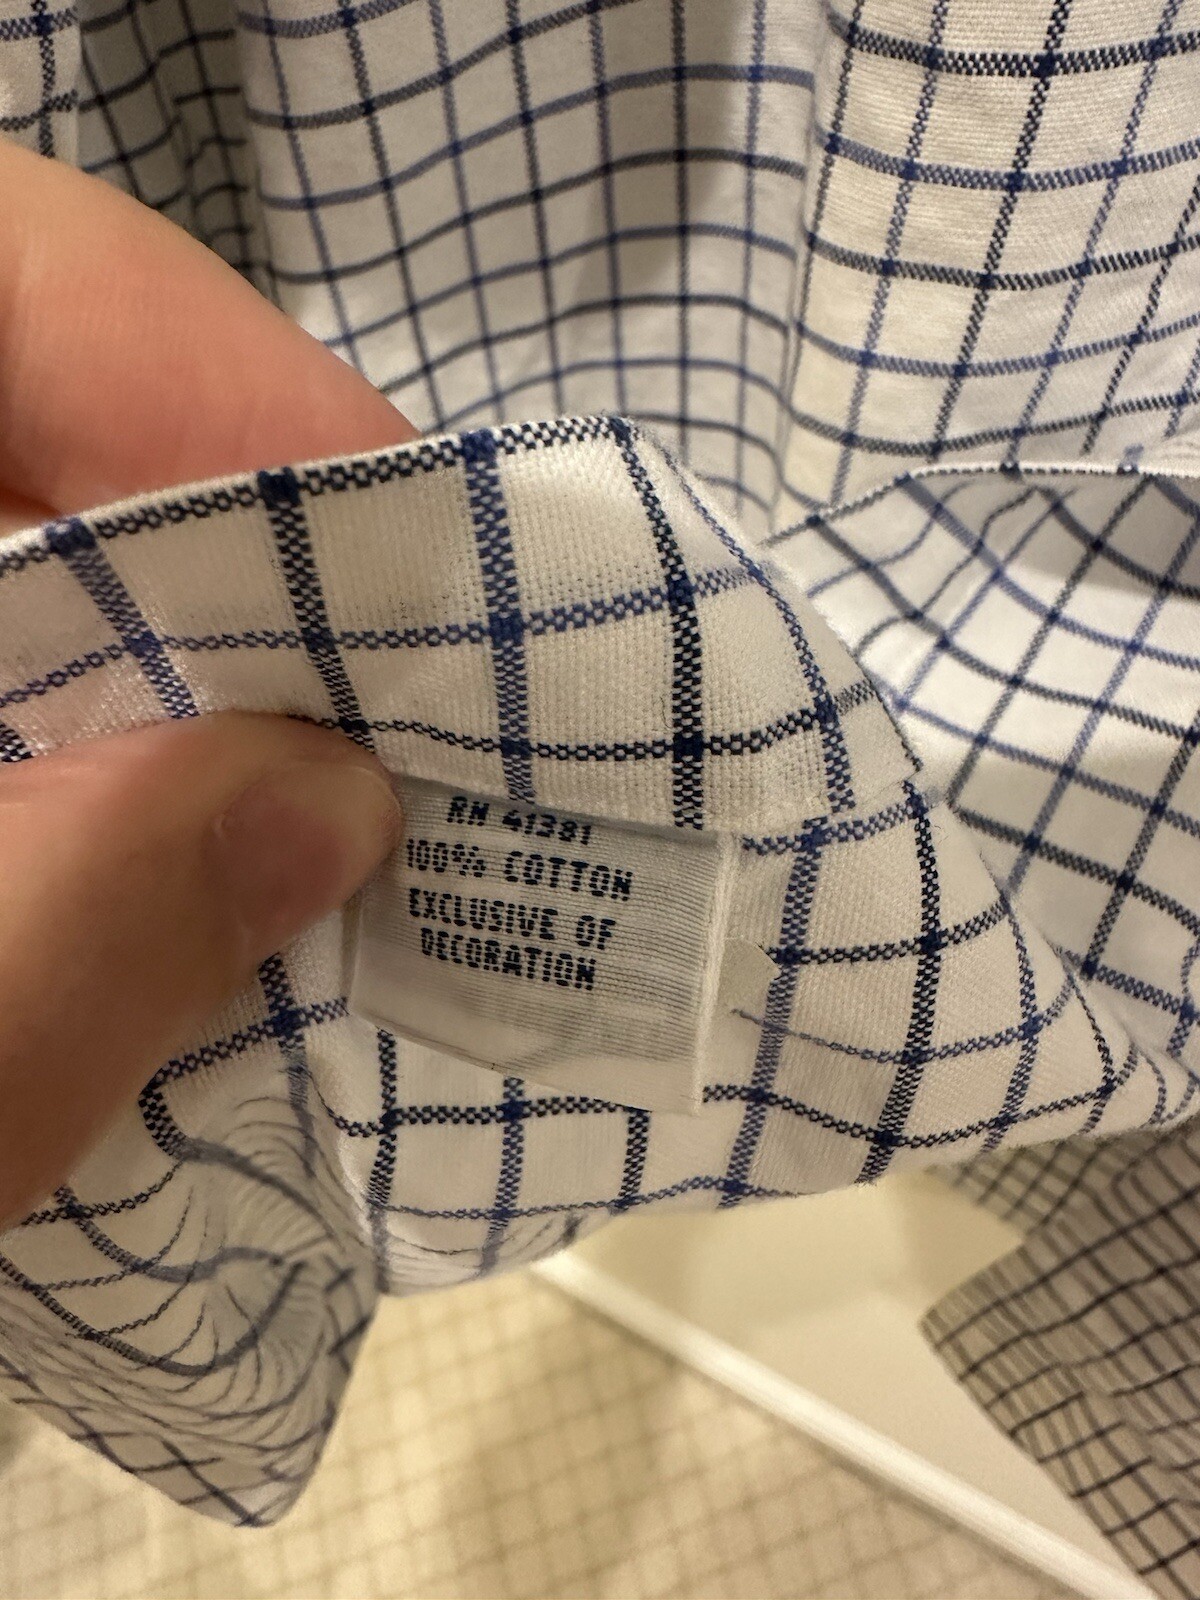 RN 41381
100% COTTON
EXCLUSIVE OF
DECORATION